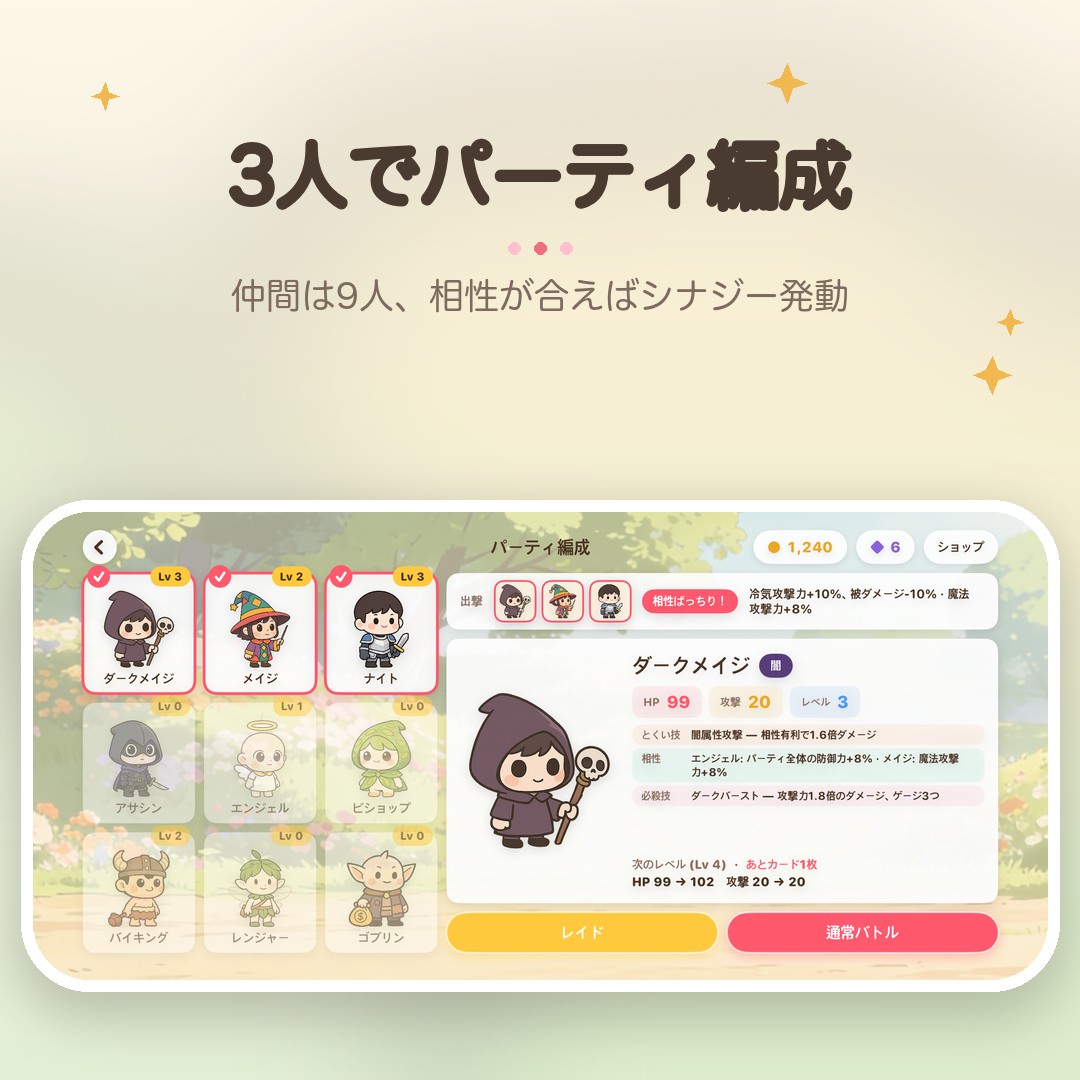 3人でパーティ編成
仲間は9人、相性が合えばシナジー発動
パーティ編成
1,240
6
ショップ
Lv 3
ダークメイジ
Lv 2
メイジ
Lv 3
ナイト
Lv 0
アサシン
Lv 1
エンジェル
Lv 0
ビショップ
Lv 2
バイキング
Lv 0
レンジャー
Lv 0
ゴブリン
出撃
相性ばっちり！
冷気攻撃力+10%、被ダメージ-10%・魔法
攻撃力+8%
ダークメイジ 闇
HP 99 攻撃 20 レベル 3
とくい技 闇属性攻撃 — 相性有利で1.6倍ダメージ
相性 エンジェル: パーティ全体の防御力+8%・メイジ: 魔法攻撃
力+8%
必殺技 ダークバースト — 攻撃力1.8倍のダメージ、ゲージ3つ
次のレベル (Lv 4) ・ あとカード1枚
HP 99 → 102 攻撃 20 → 20
レイド
通常バトル